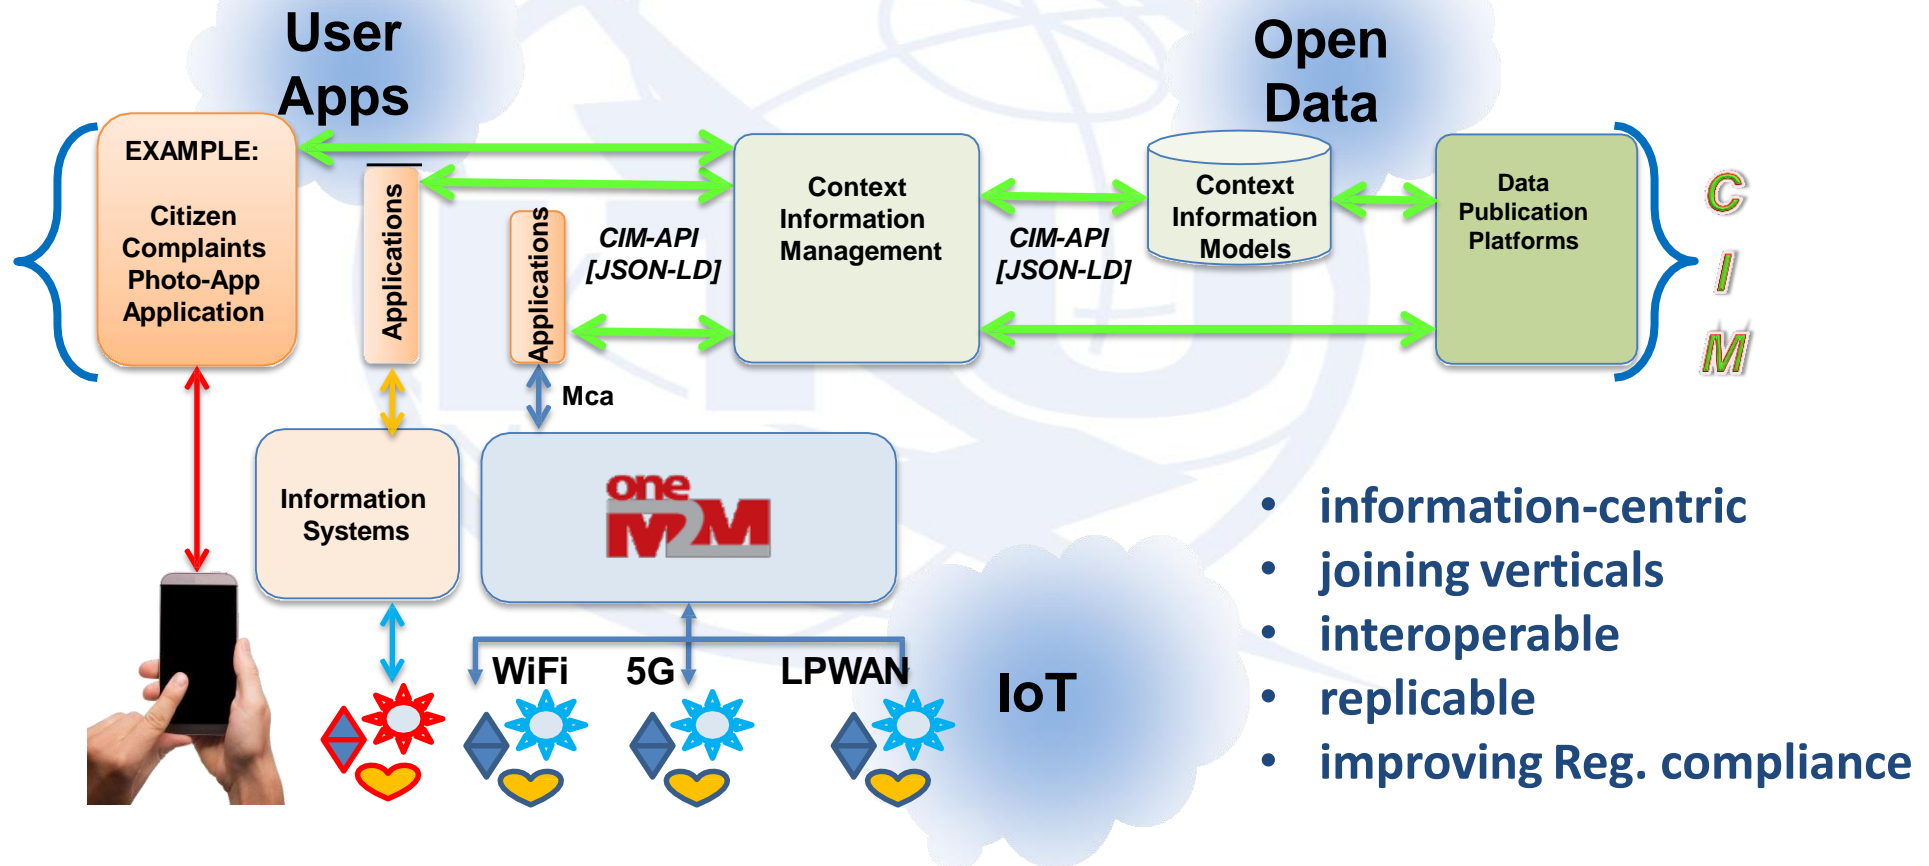 User
Apps
Open
Data
EXAMPLE:
Citizen
Complaints
Photo-App
Application
Applications
Applications
CIM-API
[JSON-LD]
Context
Information
Management
CIM-API
[JSON-LD]
Context
Information
Models
Data
Publication
Platforms
C
I
M
Mca
Information
Systems
one
M2M
WiFi
5G
LPWAN
IoT
• information-centric
• joining verticals
• interoperable
• replicable
• improving Reg. compliance